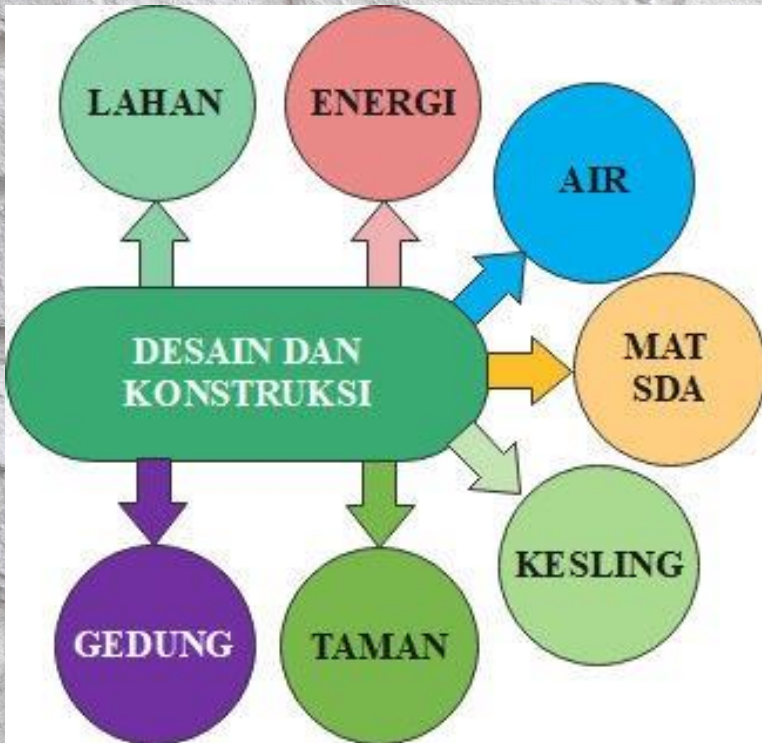 LAHAN
ENERGI
AIR
DESAIN DAN
KONSTRUKSI
MAT
SDA
KESLING
GEDUNG
TAMAN